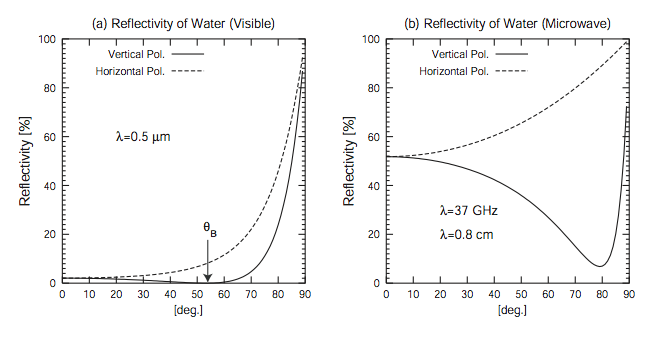 (a) Reflectivity of Water (Visible)
100
80
60
40
20
0
Reflectivity [%]
Vertical Pol.
Horizontal Pol.
λ=0.5 µm
θB
0 10 20 30 40 50 60 70 80 90
[deg.]
(b) Reflectivity of Water (Microwave)
100
80
60
40
20
0
Reflectivity [%]
Vertical Pol.
Horizontal Pol.
λ=37 GHz
λ=0.8 cm
0 10 20 30 40 50 60 70 80 90
[deg.]